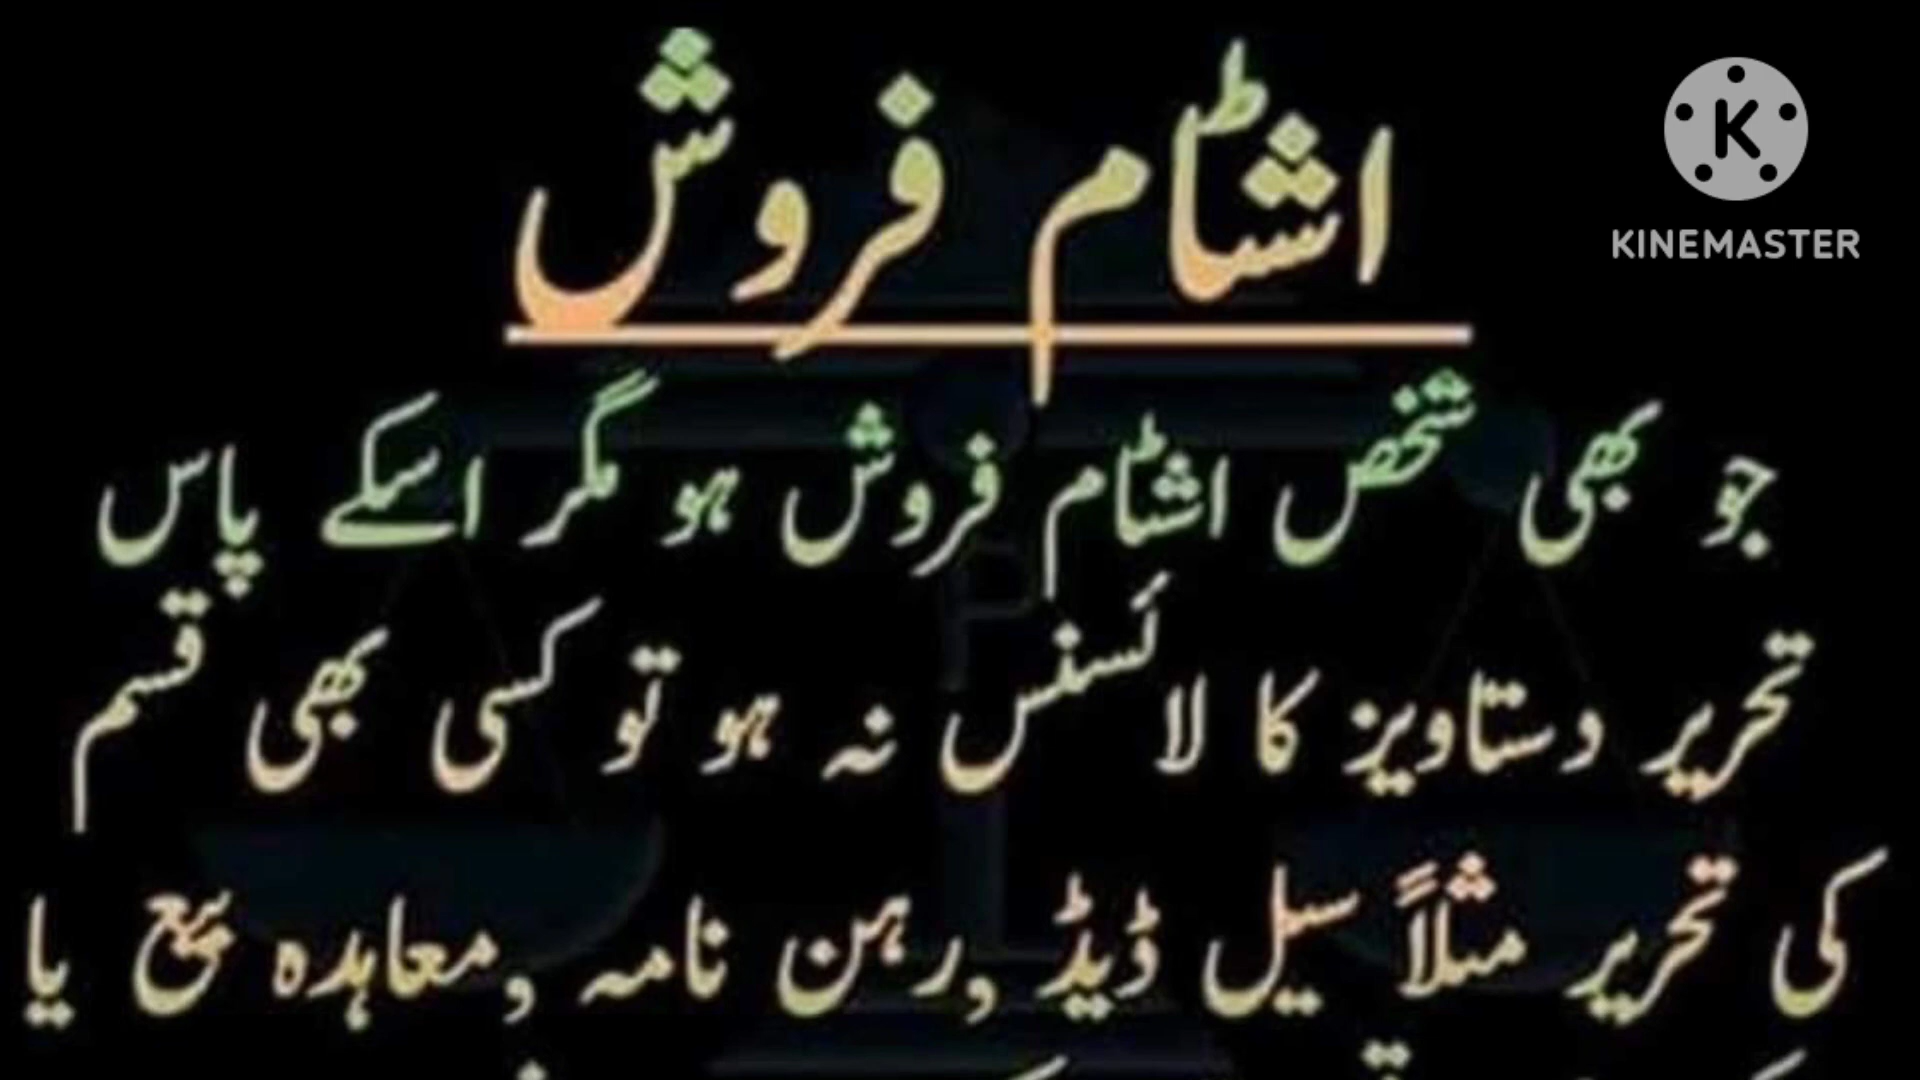 اشٹام فروش
KINEMASTER
جو بھی شخص اشٹام فروش ہو مگر اسکے پاس
تحریر دستاویز کا لائسنس نہ ہو تو کسی بھی قسم
کی تحریر مثلاً سیل ڈیڈ ,رہن نامہ ,معاہدہ بیع یا